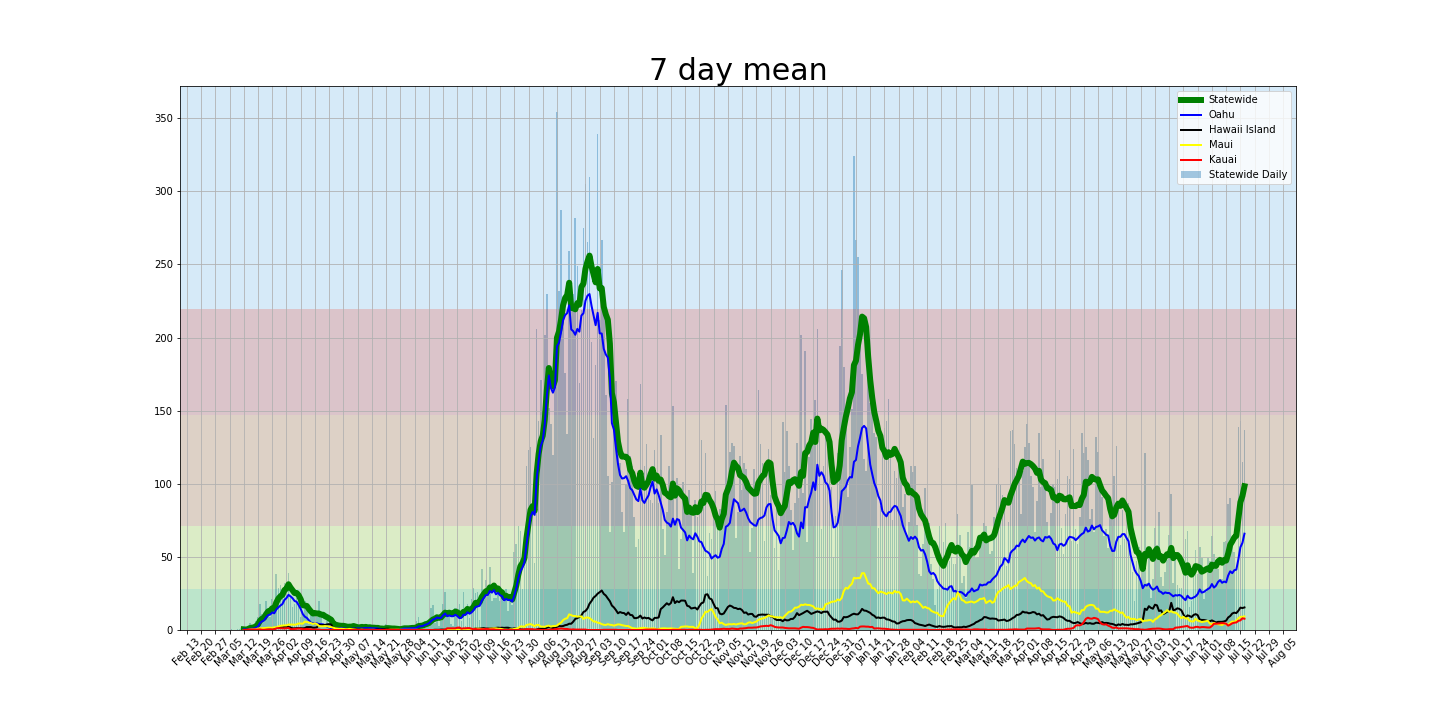 7 day mean
350
300
250
200
150
100
50
0
Statewide
Oahu
Hawaii Island
Maui
Kauai
Statewide Daily
Feb 13
Feb 20
Feb 27
Mar 05
Mar 12
Mar 19
Mar 26
Apr 02
Apr 09
Apr 16
Apr 23
Apr 30
May 07
May 14
May 21
May 28
Jun 04
Jun 11
Jun 18
Jun 25
Jul 02
Jul 09
Jul 16
Jul 23
Jul 30
Aug 06
Aug 13
Aug 20
Aug 27
Sep 03
Sep 10
Sep 17
Sep 24
Oct 01
Oct 08
Oct 15
Oct 22
Oct 29
Nov 05
Nov 12
Nov 19
Nov 26
Dec 03
Dec 10
Dec 17
Dec 24
Dec 31
Jan 07
Jan 14
Jan 21
Jan 28
Feb 04
Feb 11
Feb 18
Feb 25
Mar 04
Mar 11
Mar 18
Mar 25
Apr 01
Apr 08
Apr 15
Apr 22
Apr 29
May 06
May 13
May 20
May 27
Jun 03
Jun 10
Jun 17
Jun 24
Jul 01
Jul 08
Jul 15
Jul 22
Jul 29
Aug 05